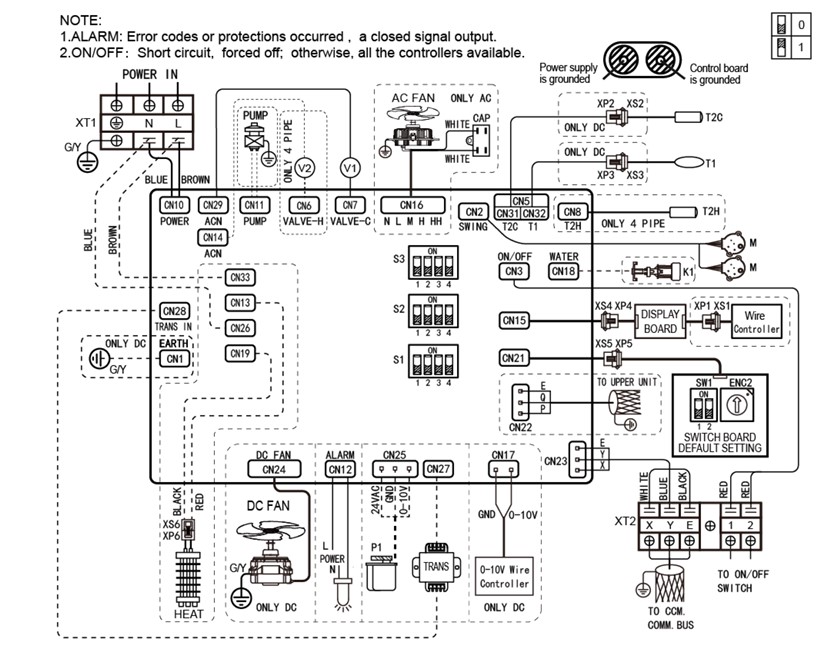 NOTE:
1.ALARM: Error codes or protections occurred , a closed signal output.
2.ON/OFF: Short circuit, forced off; otherwise, all the controllers available.
0
1
Power supply
is grounded
Control board
is grounded
POWER IN
XT1
N
L
G/Y
BLUE
BROWN
BLUE
BROWN
PUMP
ONLY 4 PIPE
V2
V1
AC FAN
ONLY AC
WHITE
CAP
WHITE
XP2 XS2
ONLY DC
T2C
ONLY DC
XP3 XS3
T1
CN10
POWER
CN29
ACN
CN14
ACN
CN11
PUMP
CN6
VALVE-H
CN7
VALVE-C
CN16
N L M H HH
CN2
SWING
CN5
CN31 CN32
T2C T1
CN8
T2H
ONLY 4 PIPE
T2H
M
M
ON/OFF
CN3
WATER
CN18
K1
CN33
CN13
CN26
CN19
CN28
TRANS IN
ONLY DC
EARTH
CN1
G/Y
S3
ON
1 2 3 4
S2
ON
1 2 3 4
S1
ON
1 2 3 4
CN15
XS4 XP4
DISPLAY
BOARD
XP1 XS1
Wire
Controller
CN21
XS5 XP5
SW1
ENC2
ON
1 2
SWITCH BOARD
DEFAULT SETTING
TO UPPER UNIT
E
Q
P
CN22
CN23
E
Y
X
DC FAN
CN24
ALARM
CN12
CN25
CN27
CN17
24VAC
GND
0-10V
BLACK
RED
XS6
XP6
HEAT
DC FAN
G/Y
ONLY DC
L
POWER
N
P1
TRANS
GND
0-10V
0-10V Wire
Controller
ONLY DC
WHITE
BLUE
BLACK
RED
RED
XT2
X
Y
E
1
2
TO ON/OFF
SWITCH
TO CCM.
COMM. BUS